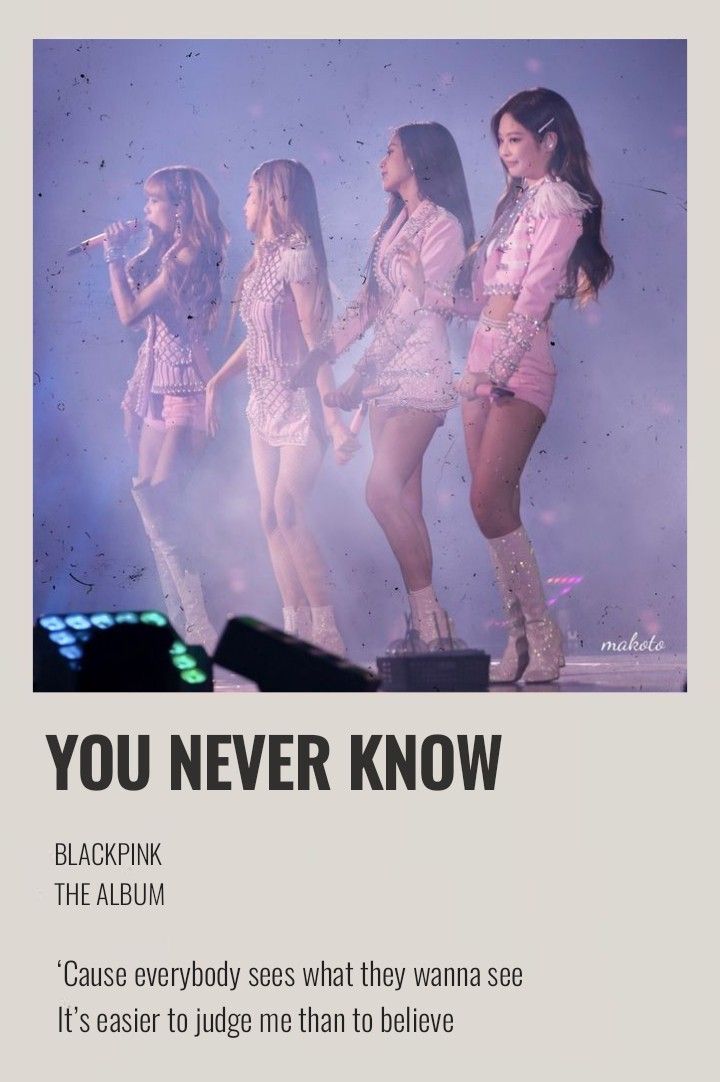 makoto
YOU NEVER KNOW
BLACKPINK
THE ALBUM
‘Cause everybody sees what they wanna see
It’s easier to judge me than to believe